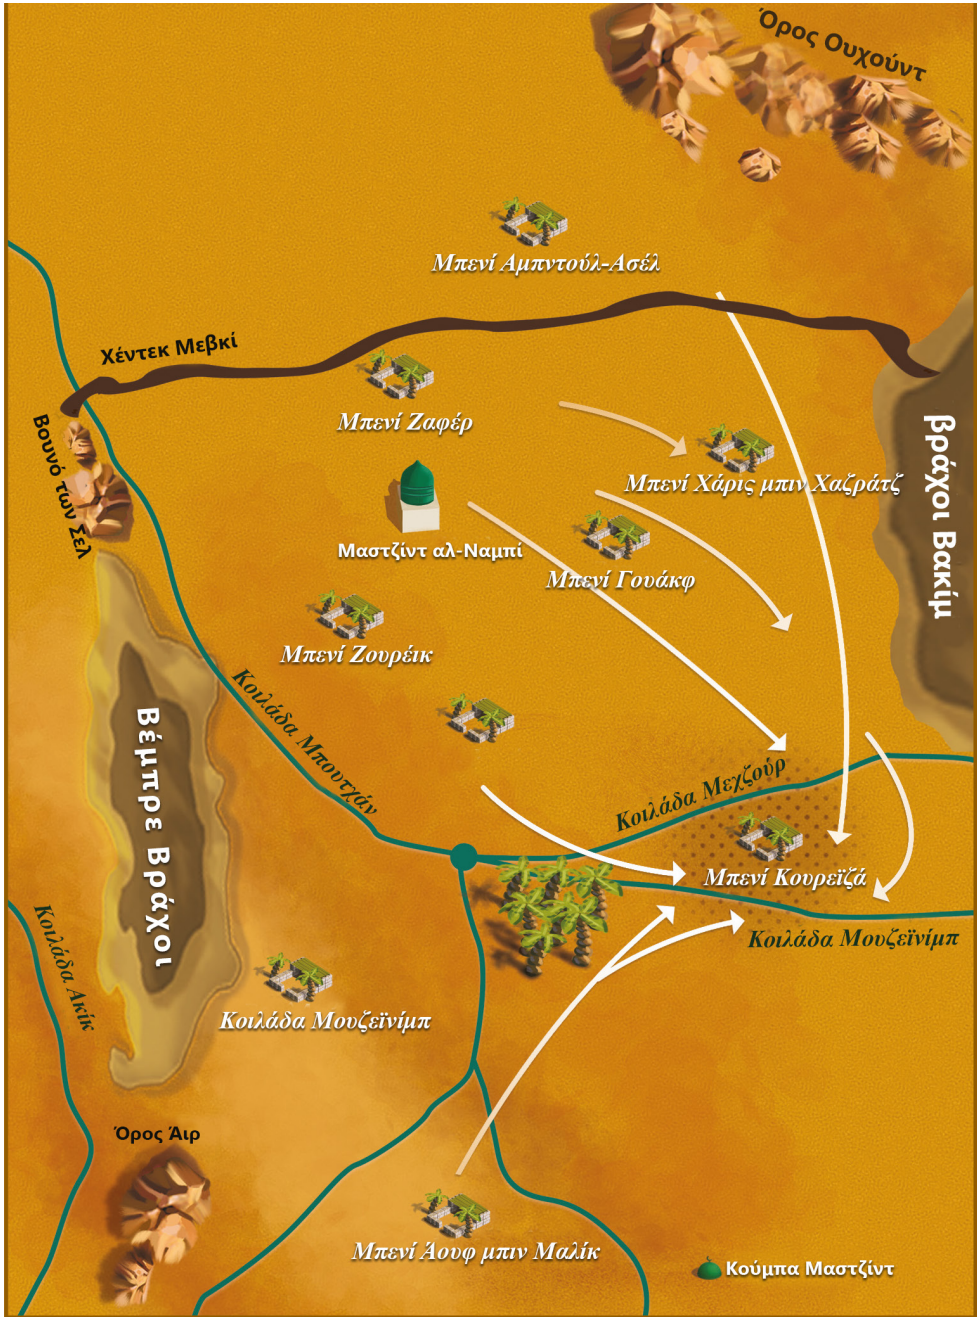 Όρος Ουχούντ
Μπενί Αμπντούλ-Ασέλ
Χέντεκ Μεβκί
Μπενί Ζαφέρ
Βουνό των Σελ
βράχοι Βακίμ
Μπενί Χάρις μπιν Χαζράτζ
Μαστζίντ αλ-Ναμπί
Μπενί Γουάκφ
Μπενί Ζουρέικ
Κοιλάδα Μπουτχάν
Βέμπρε Βράχοι
Κοιλάδα Μεχζούρ
Μπενί Κουρεϊζά
Κοιλάδα Μουζεϊνίμπ
Κοιλάδα Ακίκ
Κοιλάδα Μουζεϊνίμπ
Όρος Άιρ
Μπενί Άουφ μπιν Μαλίκ
Κούμπα Μαστζίντ